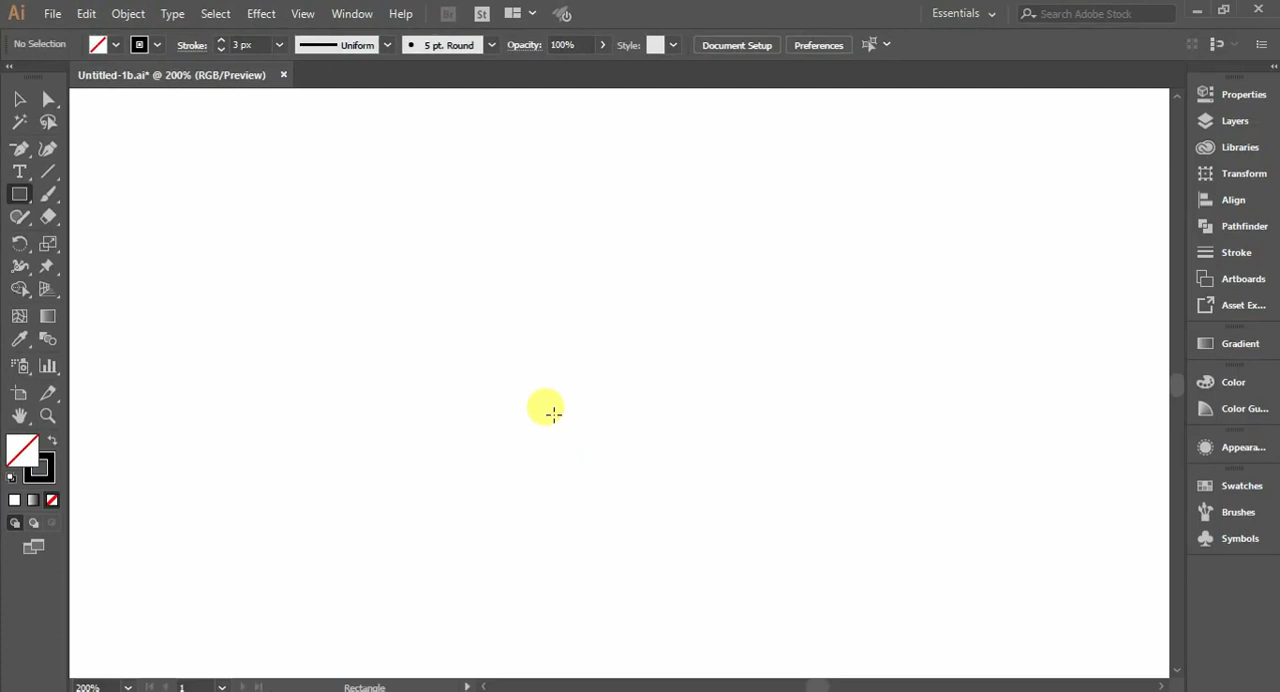 Ai File Edit Object Type Select Effect View Window Help Br St Essentials Search Adobe Stock
No Selection Stroke: 3 px Uniform 5 pt. Round Opacity: 100% Style: Document Setup Preferences
Untitled-1b.ai* @ 200% (RGB/Preview)
Properties
Layers
Libraries
Transform
Align
Pathfinder
Stroke
Artboards
Asset Ex...
Gradient
Color
Color Gu...
Appeara...
Swatches
Brushes
Symbols
T
200% 1 Rectangle